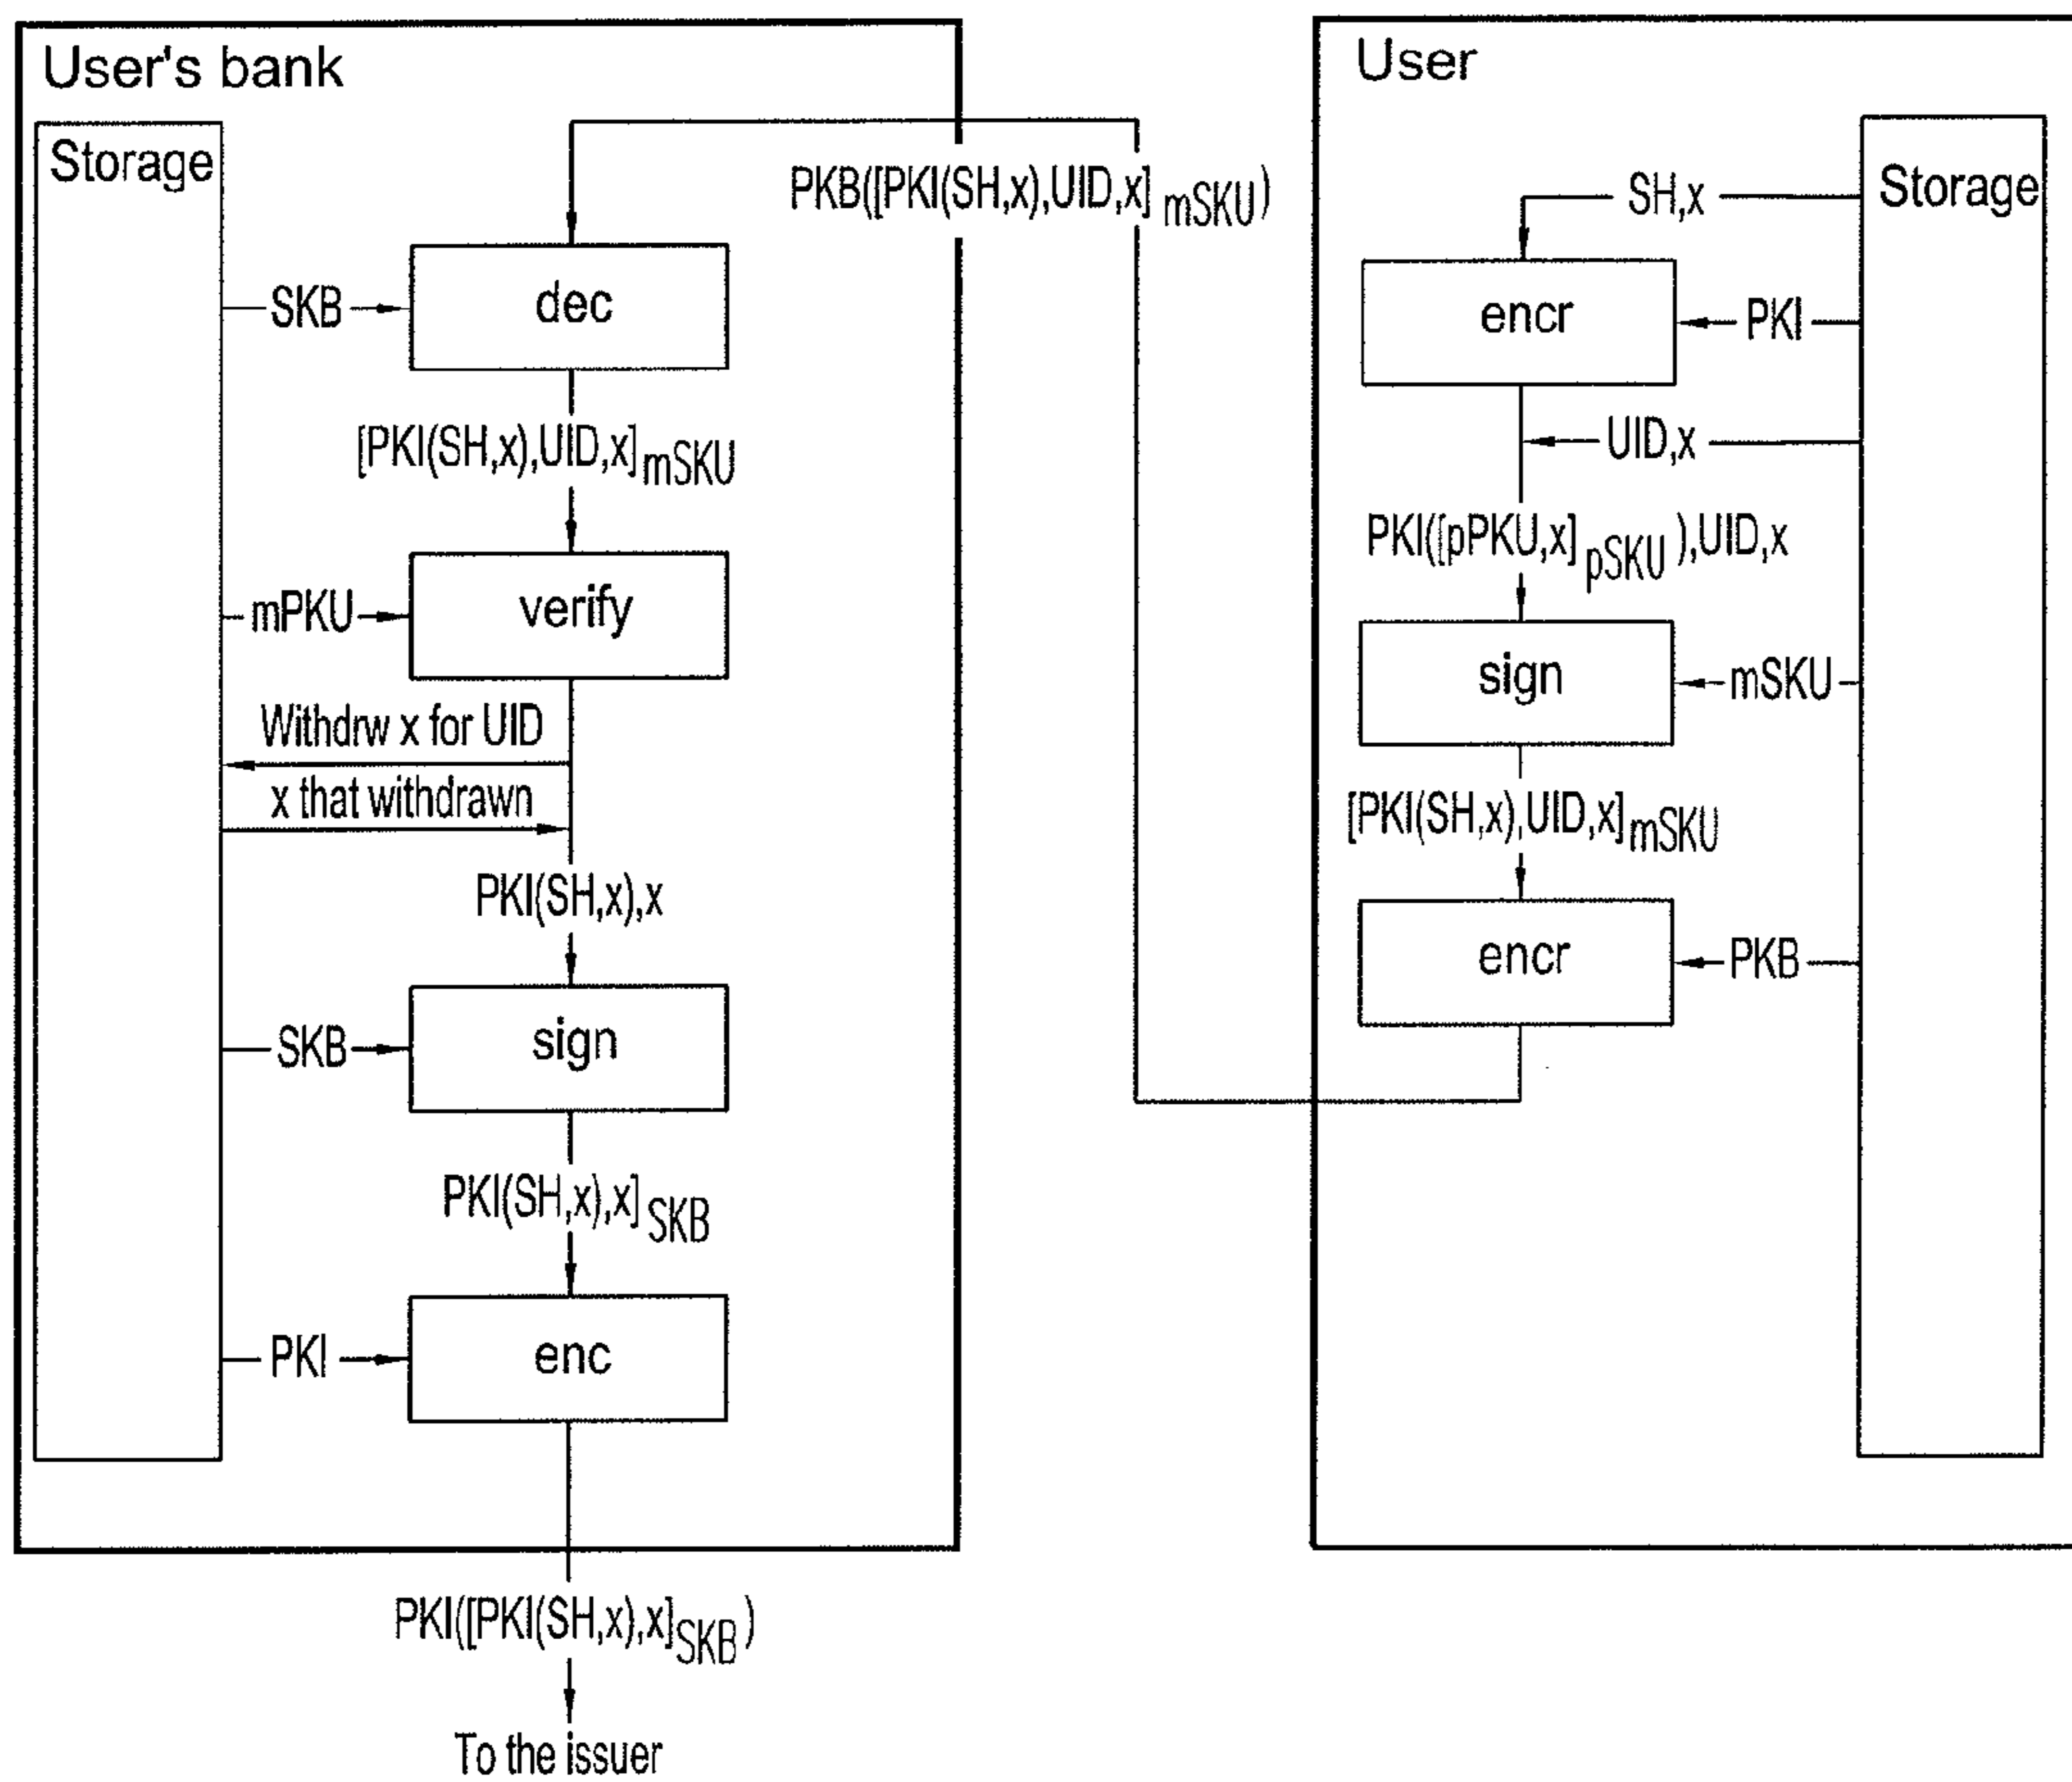 User's bank
Storage
PKB([PKI(SH,x),UID,x] mSKU)
SKB
dec
[PKI(SH,x),UID,x] mSKU
mPKU
verify
Withdrw x for UID
x that withdrawn
PKI(SH,x),x
SKB
sign
PKI(SH,x),x] SKB
PKI
enc
PKI([PKI(SH,x),x]SKB)
To the issuer
User
Storage
SH,x
encr
PKI
UID,x
PKI([pPKU,x] pSKU ),UID,x
sign
mSKU
[PKI(SH,x),UID,x]mSKU
encr
PKB